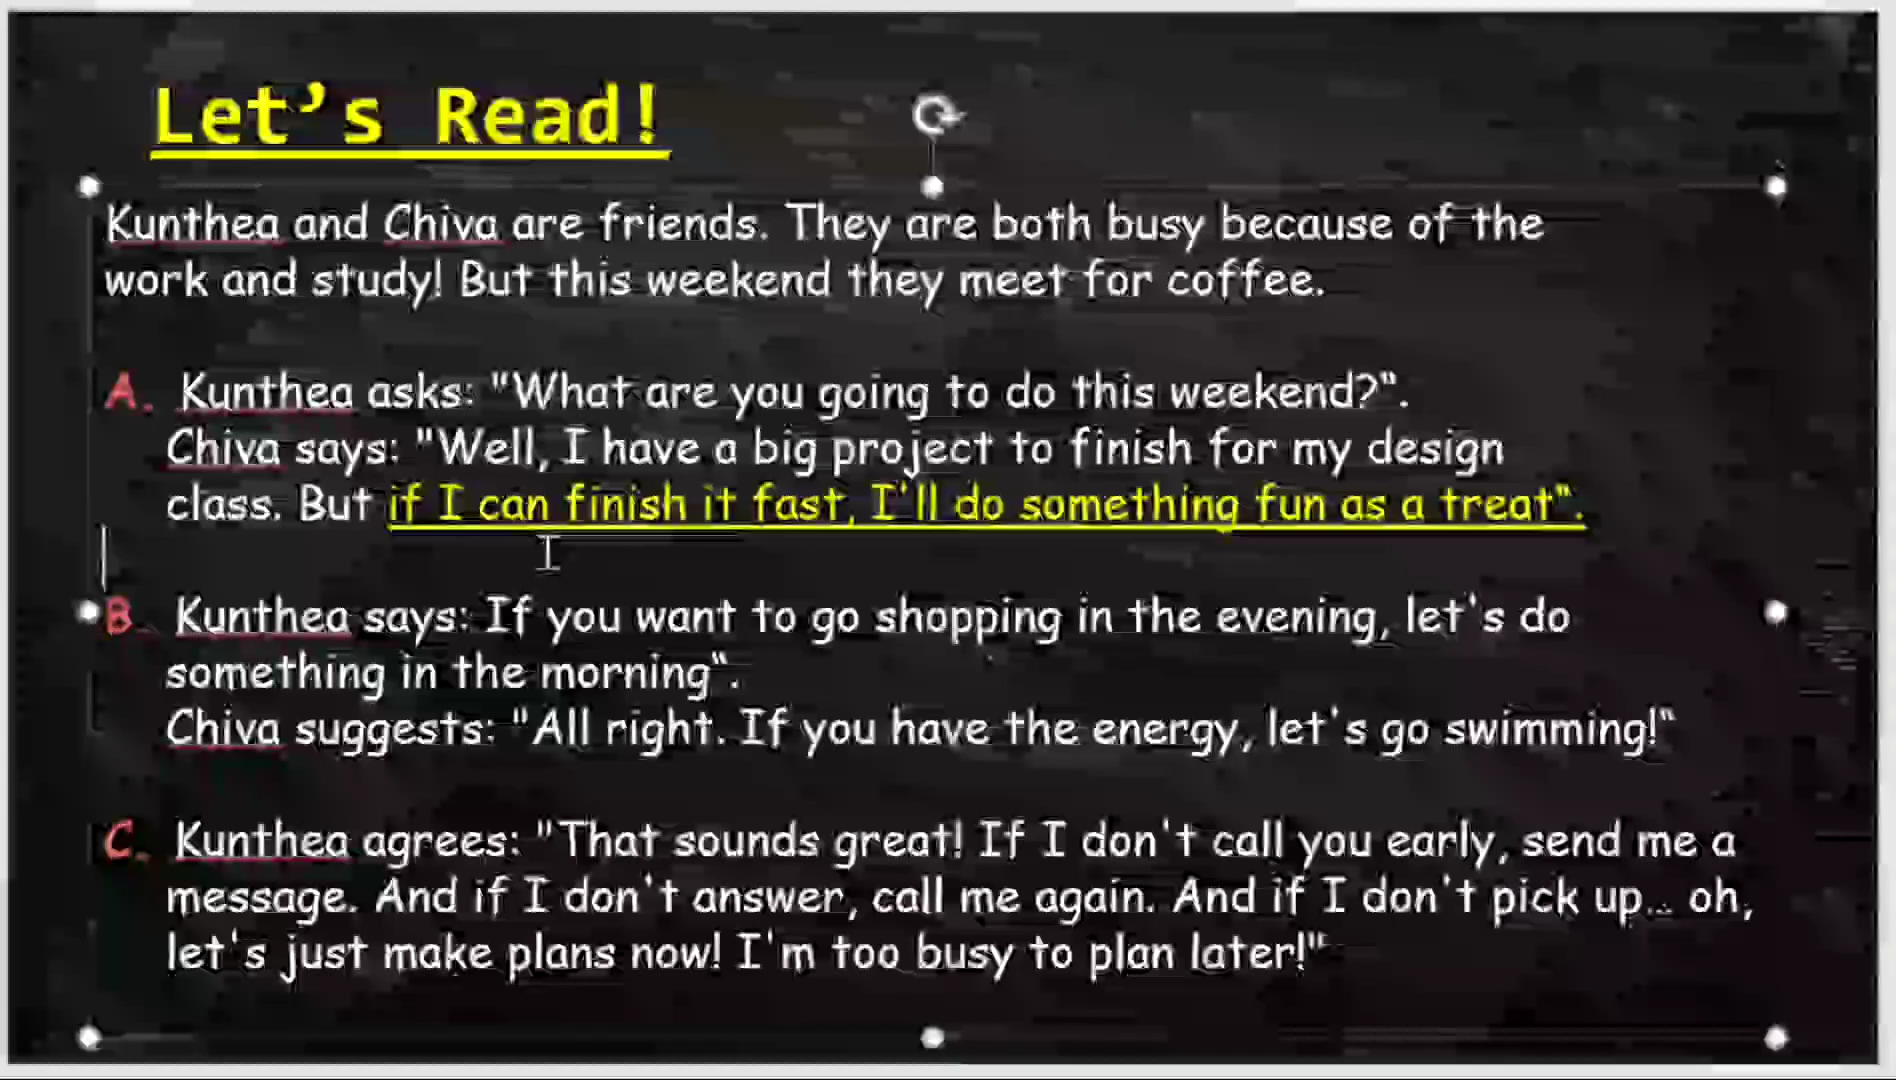 Let’s Read!
Kunthea and Chiva are friends. They are both busy because of the
work and study! But this weekend they meet for coffee.
A. Kunthea asks: "What are you going to do this weekend?".
Chiva says: "Well, I have a big project to finish for my design
class. But if I can finish it fast, I'll do something fun as a treat".
B. Kunthea says: If you want to go shopping in the evening, let's do
something in the morning".
Chiva suggests: "All right. If you have the energy, let's go swimming!"
C. Kunthea agrees: "That sounds great! If I don't call you early, send me a
message. And if I don't answer, call me again. And if I don't pick up… oh,
let's just make plans now! I'm too busy to plan later!"